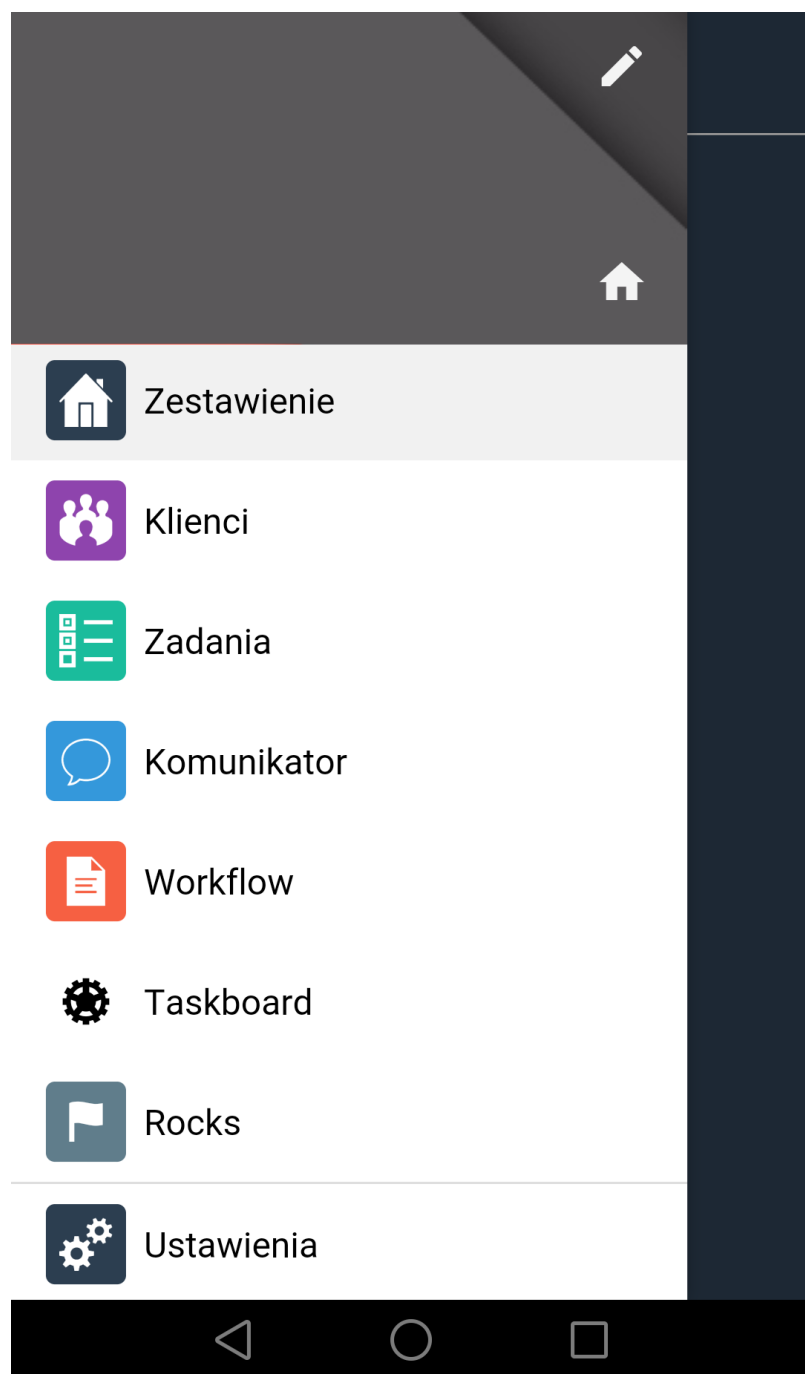 Zestawienie
Klienci
Zadania
Komunikator
Workflow
Taskboard
Rocks
Ustawienia